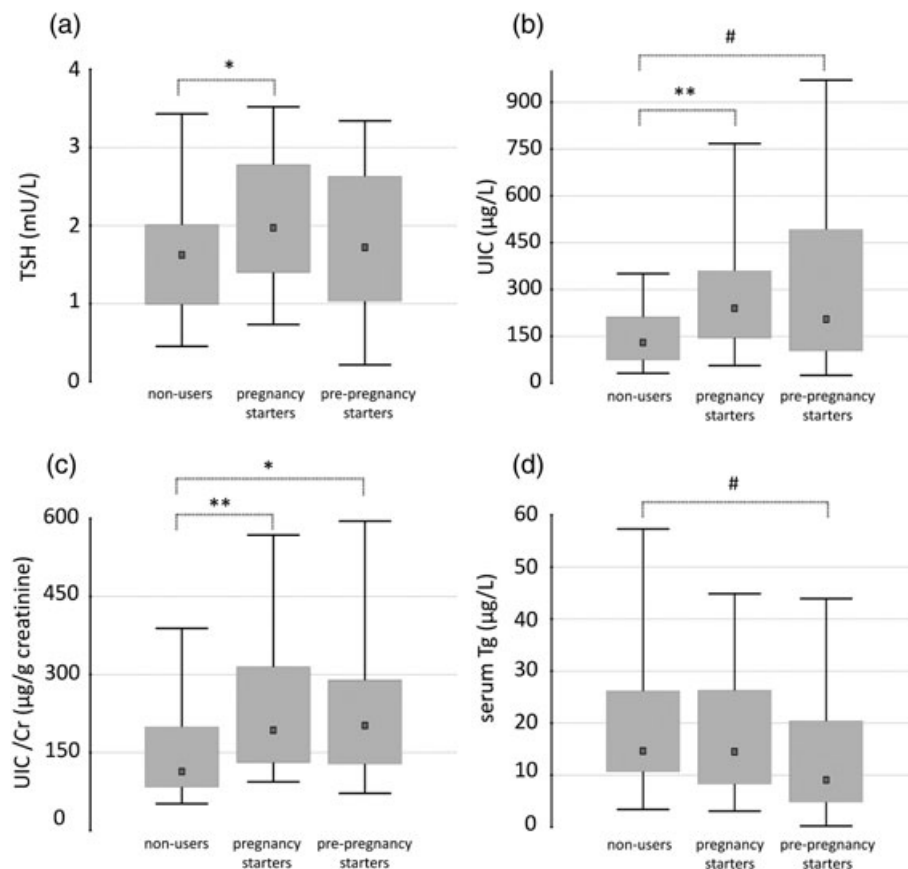 (a)
*
4
3
2
1
0
TSH (mU/L)
non-users
pregnancy
starters
pre-pregnancy
starters
(b)
#
**
900
750
600
450
300
150
0
UIC (µg/L)
non-users
pregnancy
starters
pre-pregnancy
starters
(c)
*
**
600
450
300
150
0
UIC /Cr (µg/g creatinine)
non-users
pregnancy
starters
pre-pregnancy
starters
(d)
#
60
50
40
30
20
10
0
serum Tg (µg/L)
non-users
pregnancy
starters
pre-pregnancy
starters